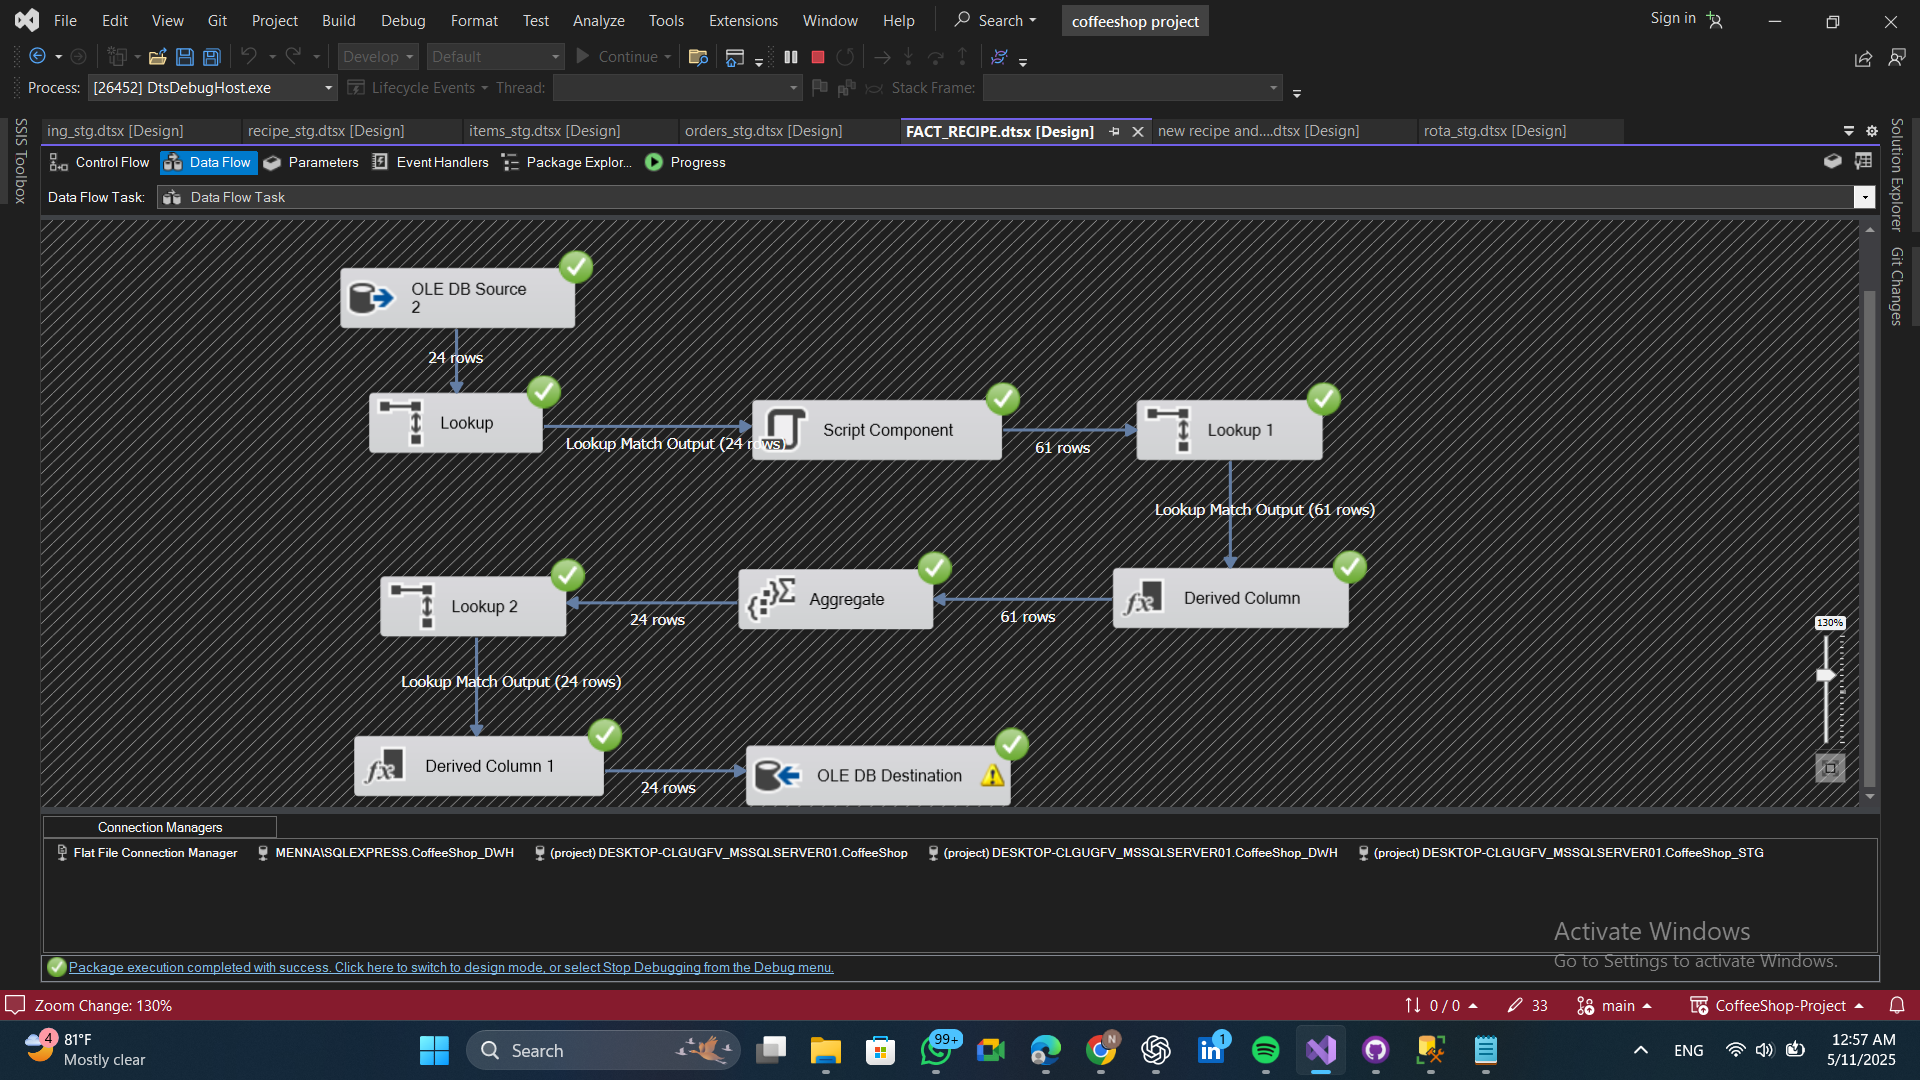 File Edit View Git Project Build Debug Format Test Analyze Tools Extensions Window Help Search coffeeshop project Sign in
Develop Default Continue
Process: [26452] DtsDebugHost.exe Lifecycle Events Thread: Stack Frame:
ing_stg.dtsx [Design] recipe_stg.dtsx [Design] items_stg.dtsx [Design] orders_stg.dtsx [Design] FACT_RECIPE.dtsx [Design] new recipe and....dtsx [Design] rota_stg.dtsx [Design]
SSIS Toolbox
Solution Explorer
Git Changes
Control Flow Data Flow Parameters Event Handlers Package Explor... Progress
Data Flow Task: Data Flow Task
OLE DB Source
2
24 rows
Lookup
Lookup Match Output (24 rows)
Script Component
61 rows
Lookup 1
Lookup Match Output (61 rows)
Derived Column
61 rows
Aggregate
24 rows
Lookup 2
Lookup Match Output (24 rows)
Derived Column 1
24 rows
OLE DB Destination
130%
Connection Managers
Flat File Connection Manager MENNA\SQLEXPRESS.CoffeeShop_DWH (project) DESKTOP-CLGUGFV_MSSQLSERVER01.CoffeeShop (project) DESKTOP-CLGUGFV_MSSQLSERVER01.CoffeeShop_DWH (project) DESKTOP-CLGUGFV_MSSQLSERVER01.CoffeeShop_STG
Activate Windows
Go to Settings to activate Windows.
Package execution completed with success. Click here to switch to design mode, or select Stop Debugging from the Debug menu.
Zoom Change: 130% 0 / 0 33 main CoffeeShop-Project
4
81°F
Mostly clear
Search
99+
N
1
ENG
12:57 AM
5/11/2025